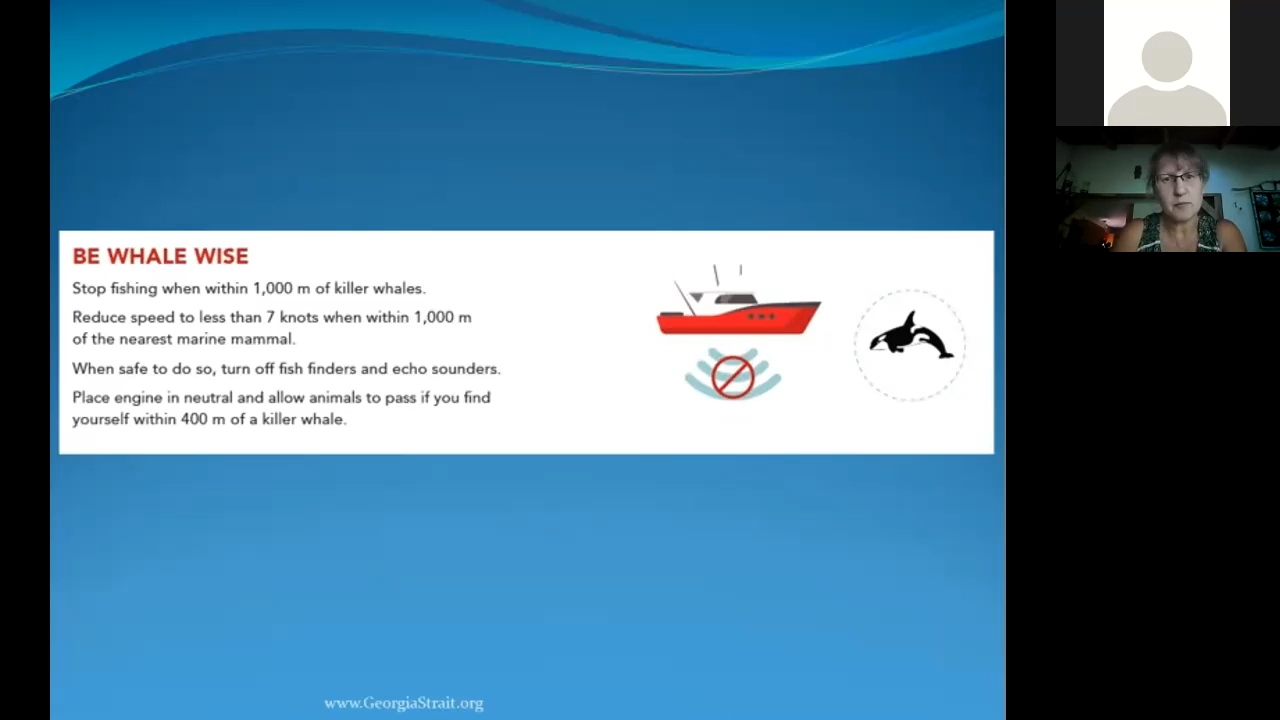 BE WHALE WISE
Stop fishing when within 1,000 m of killer whales.
Reduce speed to less than 7 knots when within 1,000 m
of the nearest marine mammal.
When safe to do so, turn off fish finders and echo sounders.
Place engine in neutral and allow animals to pass if you find
yourself within 400 m of a killer whale.
www.GeorgiaStrait.org